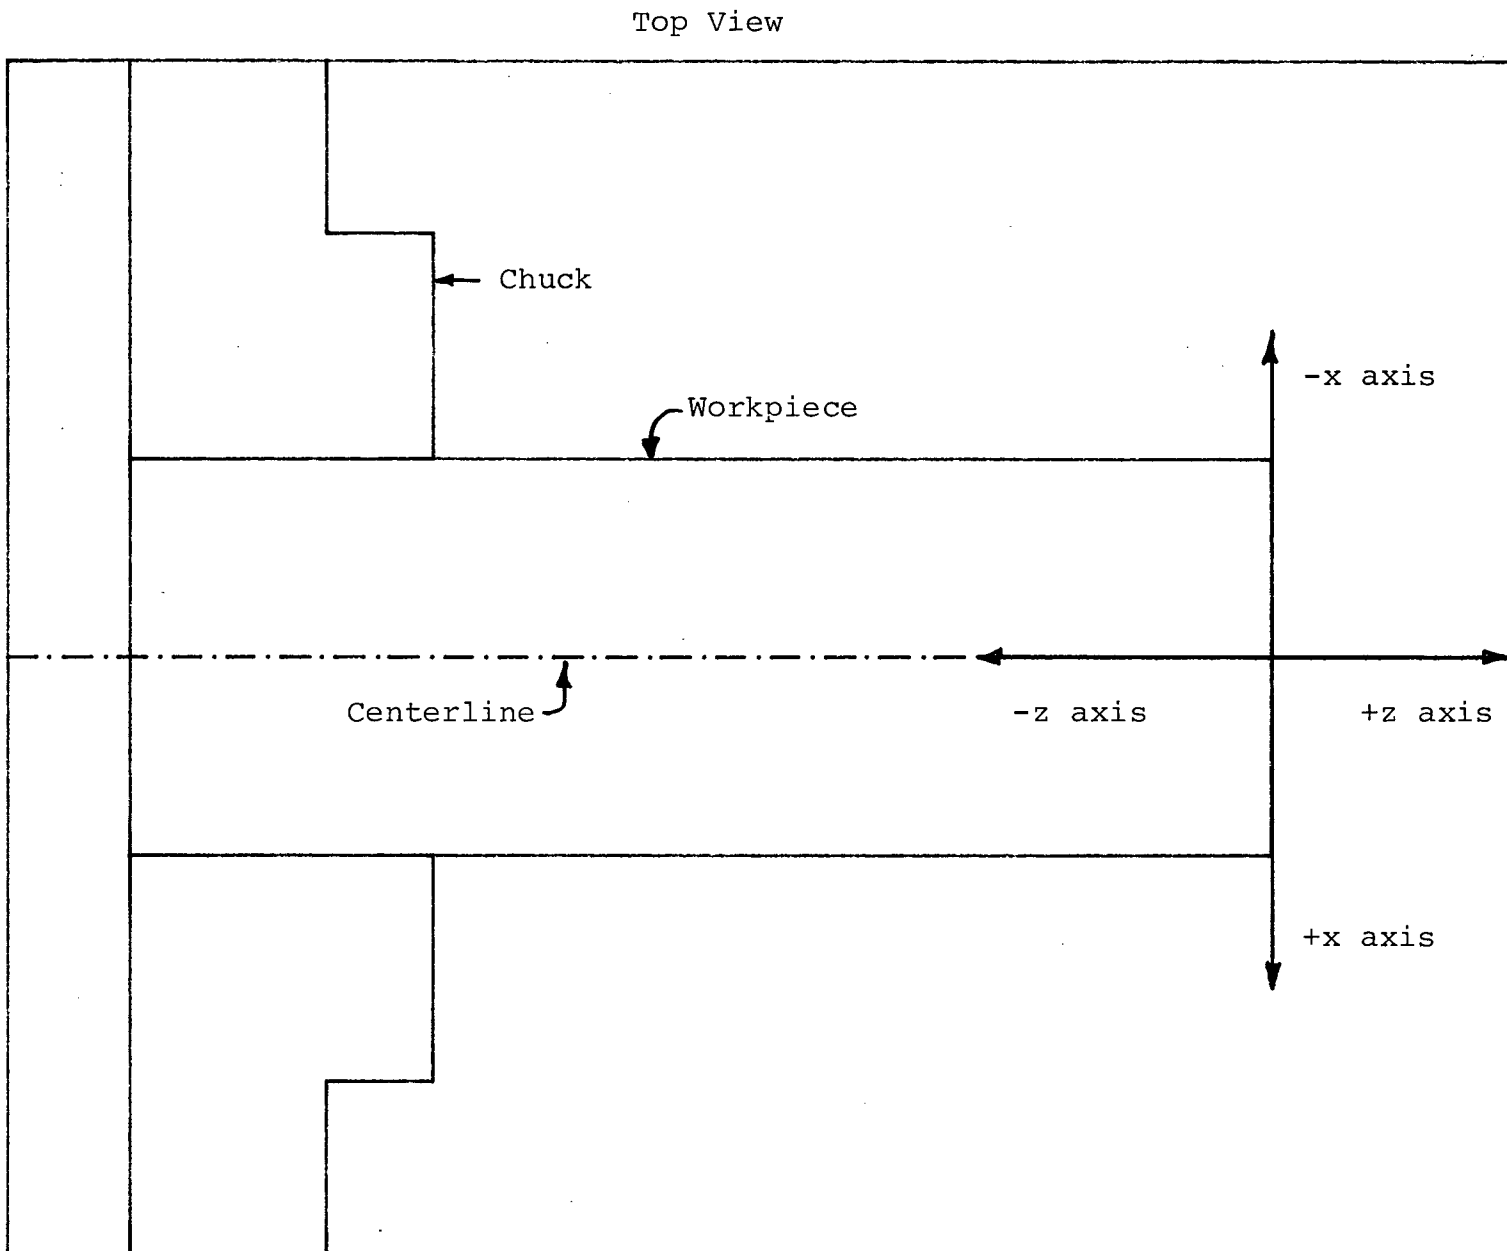 Top View
Chuck
-x axis
Workpiece
Centerline
-z axis
+z axis
+x axis